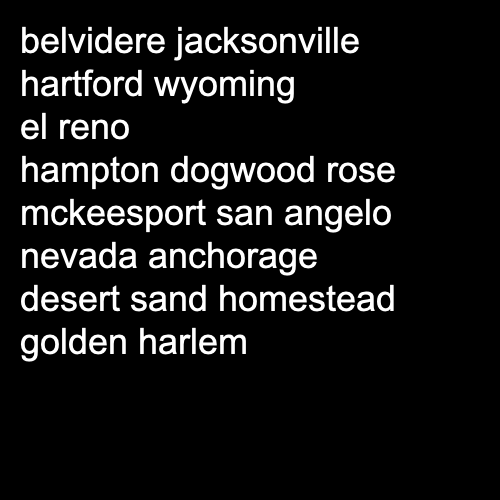 belvidere jacksonville
hartford wyoming
el reno
hampton dogwood rose
mckeesport san angelo
nevada anchorage
desert sand homestead
golden harlem